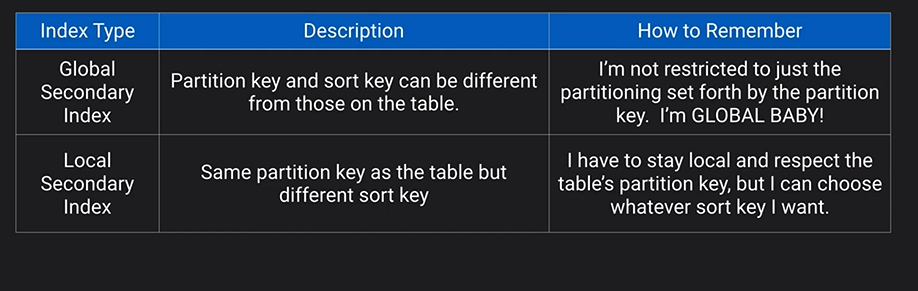 Index Type
Description
How to Remember
Global
Secondary
Index
Partition key and sort key can be different
from those on the table.
I’m not restricted to just the
partitioning set forth by the partition
key.  I’m GLOBAL BABY!
Local
Secondary
Index
Same partition key as the table but
different sort key
I have to stay local and respect the
table’s partition key, but I can choose
whatever sort key I want.